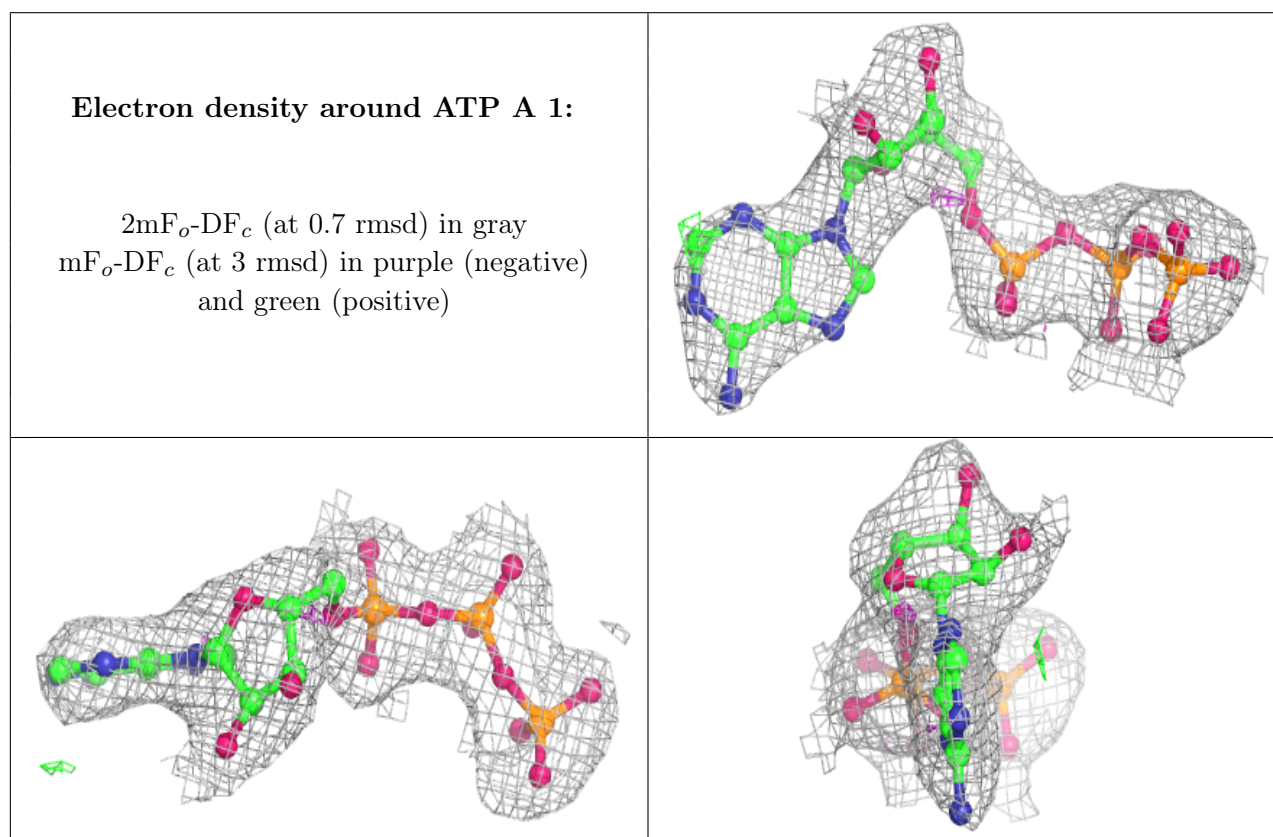 Electron density around ATP A 1:
2mFo-DFc (at 0.7 rmsd) in gray
mFo-DFc (at 3 rmsd) in purple (negative)
and green (positive)